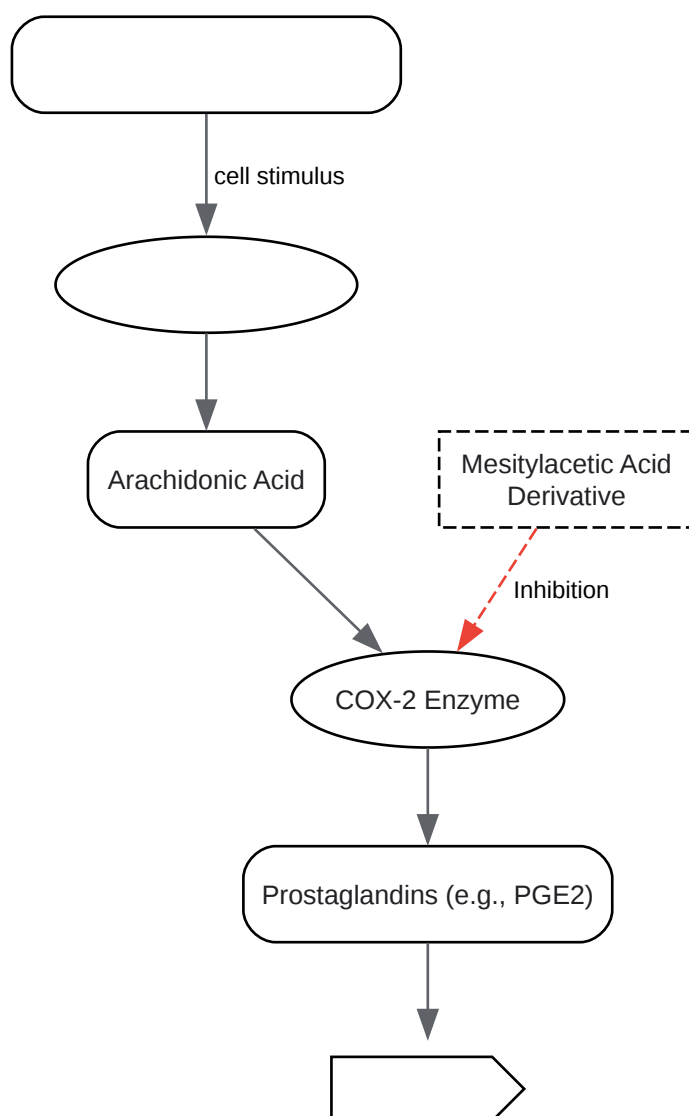 cell stimulus
Arachidonic Acid
Mesitylacetic Acid
Derivative
Inhibition
COX-2 Enzyme
Prostaglandins (e.g., PGE2)